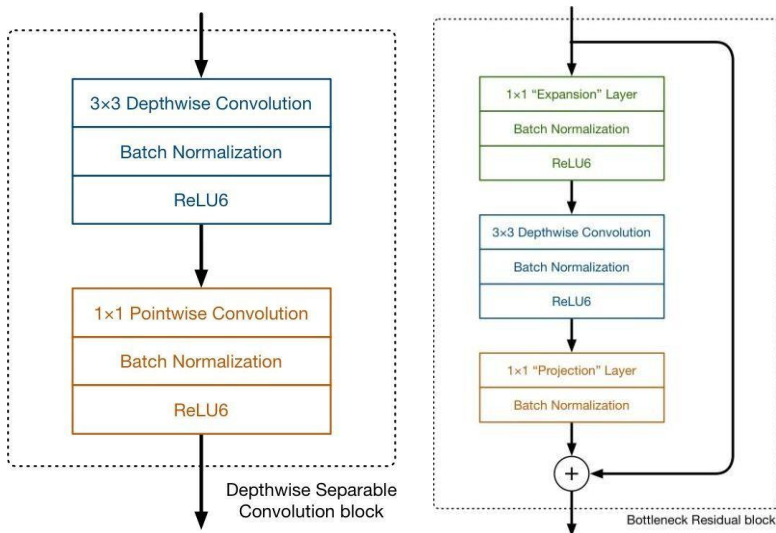 3×3 Depthwise Convolution
Batch Normalization
ReLU6
1×1 Pointwise Convolution
Batch Normalization
ReLU6
Depthwise Separable
Convolution block
1×1 “Expansion” Layer
Batch Normalization
ReLU6
3×3 Depthwise Convolution
Batch Normalization
ReLU6
1×1 “Projection” Layer
Batch Normalization
+
Bottleneck Residual block